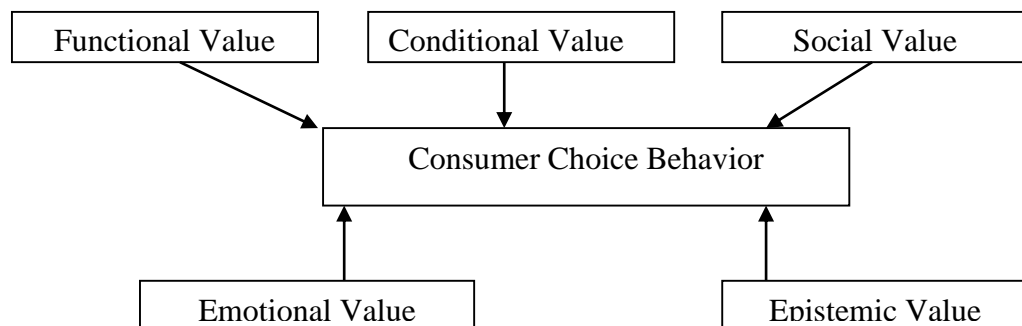 Functional Value
Conditional Value
Social Value
Consumer Choice Behavior
Emotional Value
Epistemic Value